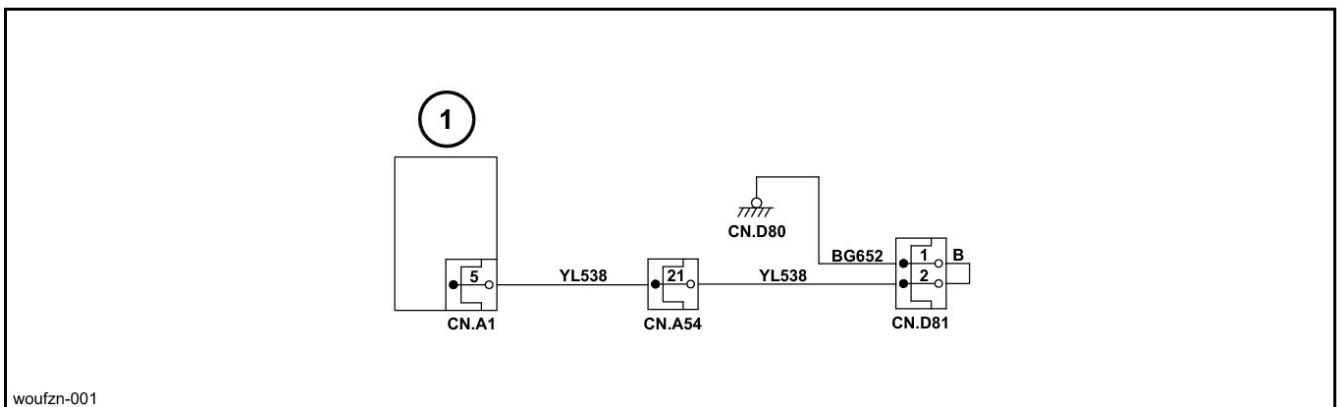 1
CN.D80
BG652
1
B
5
YL538
21
YL538
2
CN.A1
CN.A54
CN.D81
woufzn-001